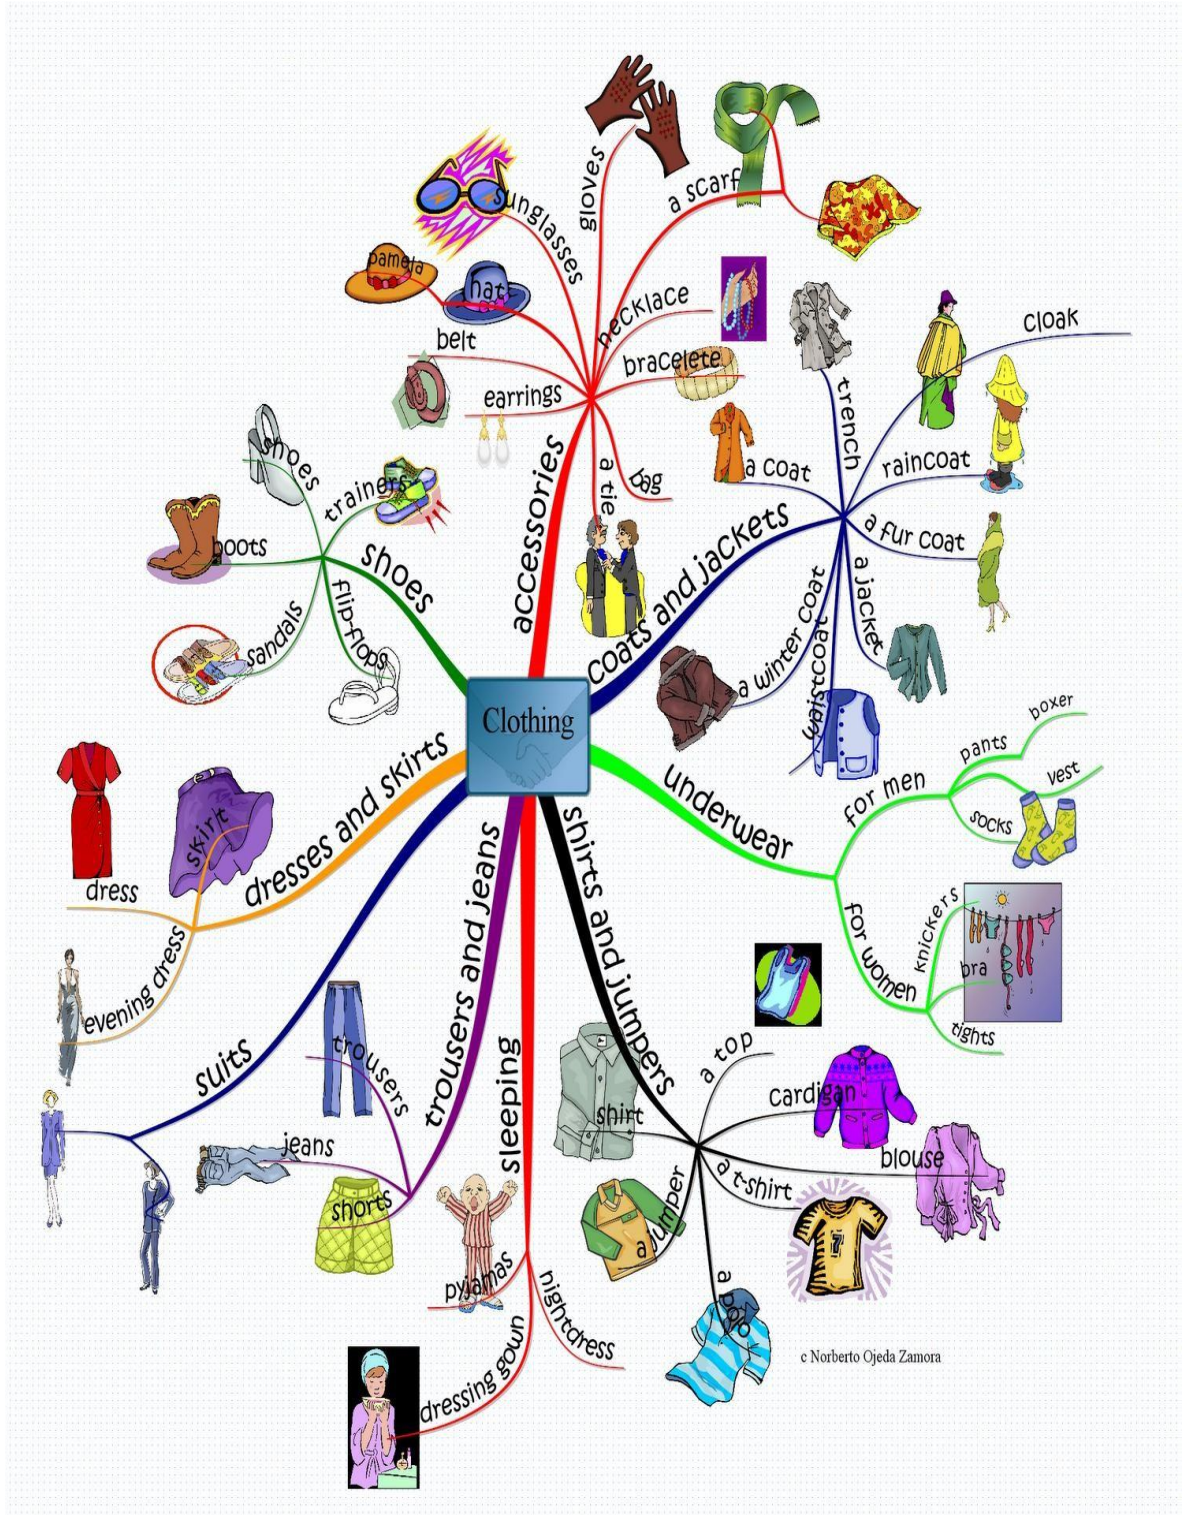 Clothing
accessories
gloves
a scarf
sunglasses
pamela
hat
necklace
belt
bracelete
earrings
a tie
bag
coats and jackets
trench
cloak
a coat
raincoat
a fur coat
a jacket
a winter coat
waistcoat
shoes
shoes
trainers
boots
sandals
flip-flops
underwear
for men
pants
boxer
vest
socks
for women
knickers
bra
tights
dresses and skirts
skirt
dress
evening dress
suits
trousers and jeans
trousers
jeans
shorts
sleeping
pyjamas
nightdress
dressing gown
shirts and jumpers
a top
cardigan
shirt
blouse
a t-shirt
7
a jumper
a polo
c Norberto Ojeda Zamora